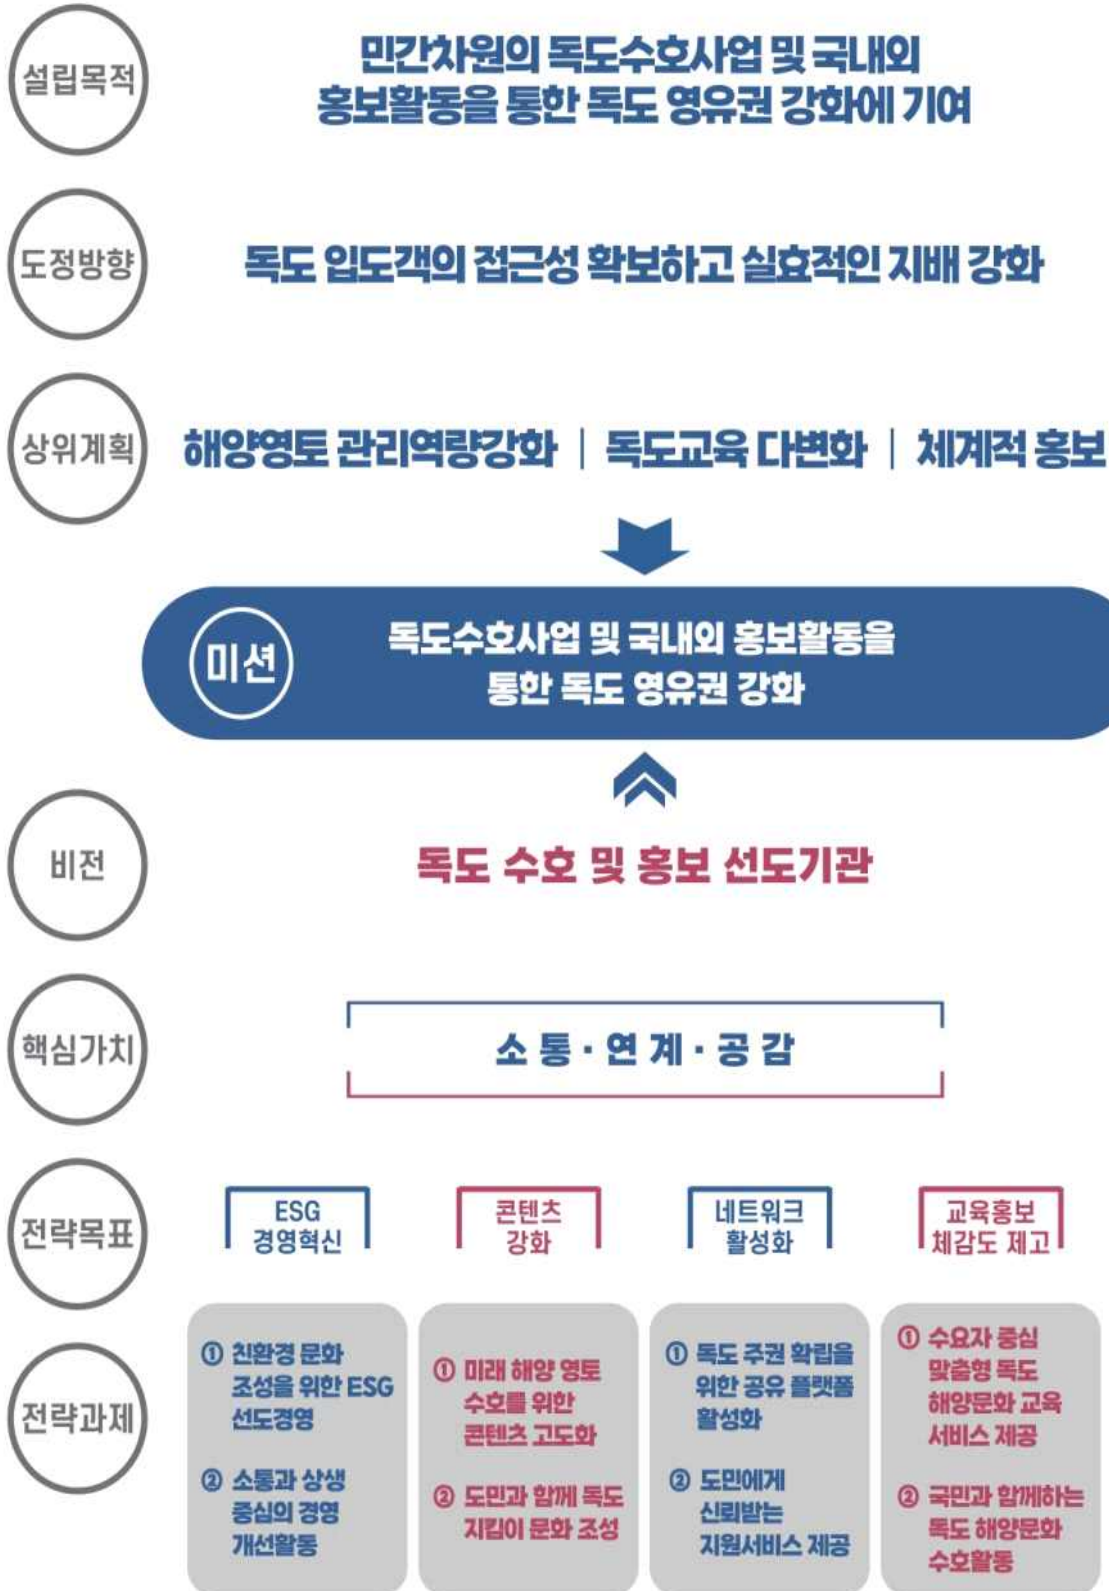 설립목적
민간차원의 독도수호사업 및 국내외
홍보활동을 통한 독도 영유권 강화에 기여
도정방향
독도 입도객의 접근성 확보하고 실효적인 지배 강화
상위계획
해양영토 관리역량강화 | 독도교육 다변화 | 체계적 홍보
미션
독도수호사업 및 국내외 홍보활동을
통한 독도 영유권 강화
비전
독도 수호 및 홍보 선도기관
핵심가치
소통·연계·공감
전략목표
ESG
경영혁신
콘텐츠
강화
네트워크
활성화
교육홍보
체감도 제고
전략과제
① 친환경 문화
조성을 위한 ESG
선도경영
② 소통과 상생
중심의 경영
개선활동
① 미래 해양 영토
수호를 위한
콘텐츠 고도화
② 도민과 함께 독도
지킴이 문화 조성
① 독도 주권 확립을
위한 공유 플랫폼
활성화
② 도민에게
신뢰받는
지원서비스 제공
① 수요자 중심
맞춤형 독도
해양문화 교육
서비스 제공
② 국민과 함께하는
독도 해양문화
수호활동